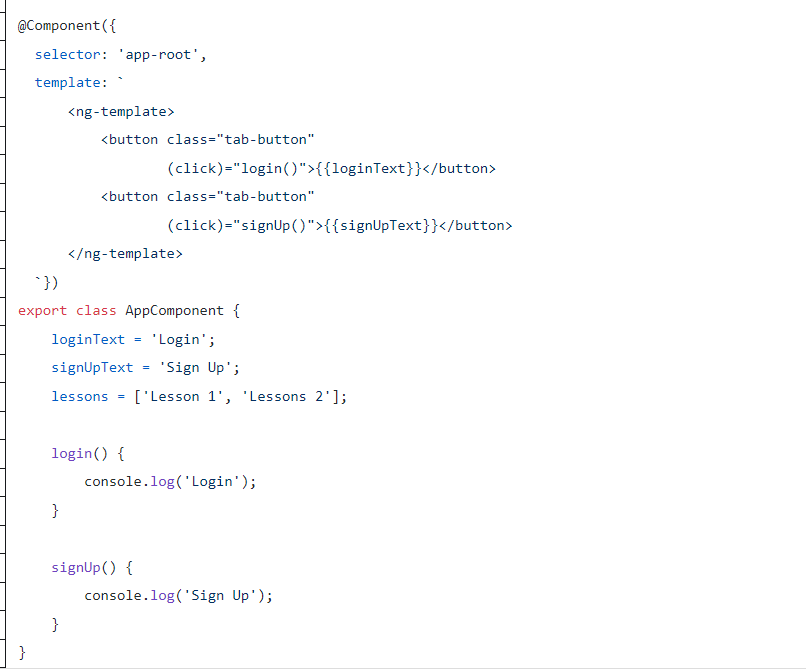 @Component({
  selector: 'app-root',
  template: `
      <ng-template>
          <button class="tab-button"
                  (click)="login()">{{loginText}}</button>
          <button class="tab-button"
                  (click)="signUp()">{{signUpText}}</button>
      </ng-template>
  `})
export class AppComponent {
    loginText = 'Login';
    signUpText = 'Sign Up';
    lessons = ['Lesson 1', 'Lessons 2'];
    login() {
        console.log('Login');
    }
    signUp() {
        console.log('Sign Up');
    }
}